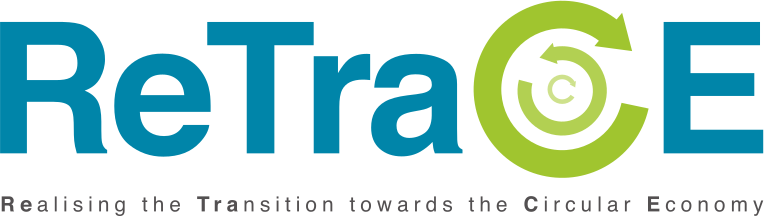 ReTraCE
Realising the Transition towards the Circular Economy